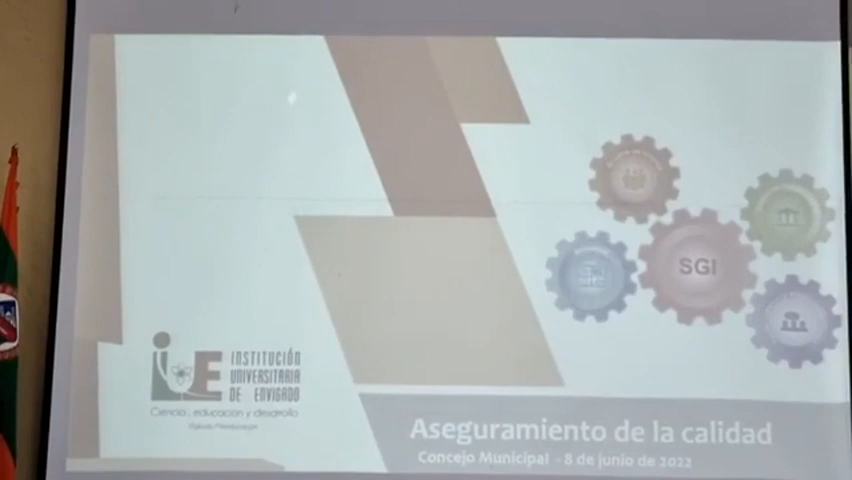 SGI
INSTITUCIÓN
UNIVERSITARIA
DE ENVIGADO
Ciencia, educación y desarrollo
Aseguramiento de la calidad
Concejo Municipal - 8 de junio de 2022